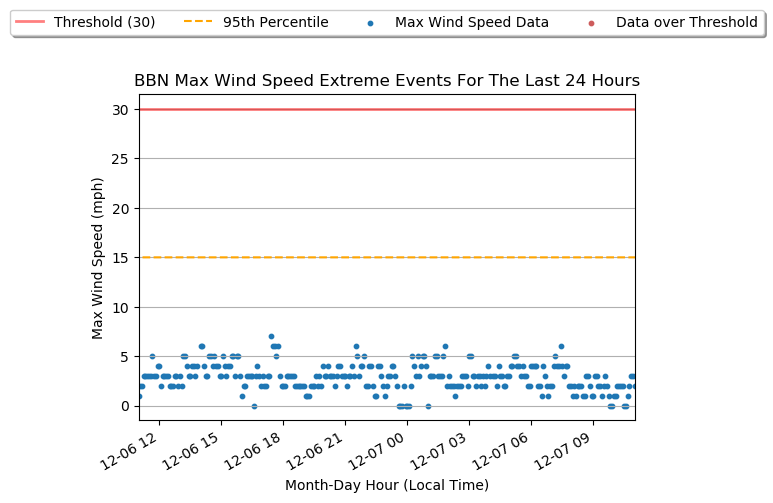 Threshold (30) 95th Percentile Max Wind Speed Data Data over Threshold
BBN Max Wind Speed Extreme Events For The Last 24 Hours
30
25
20
15
10
5
0
Max Wind Speed (mph)
12-06 12 12-06 15 12-06 18 12-06 21 12-07 00 12-07 03 12-07 06 12-07 09
Month-Day Hour (Local Time)